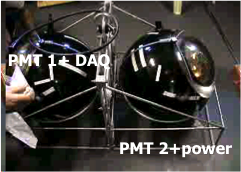 PMT 1+ DAQ
PMT 2+power